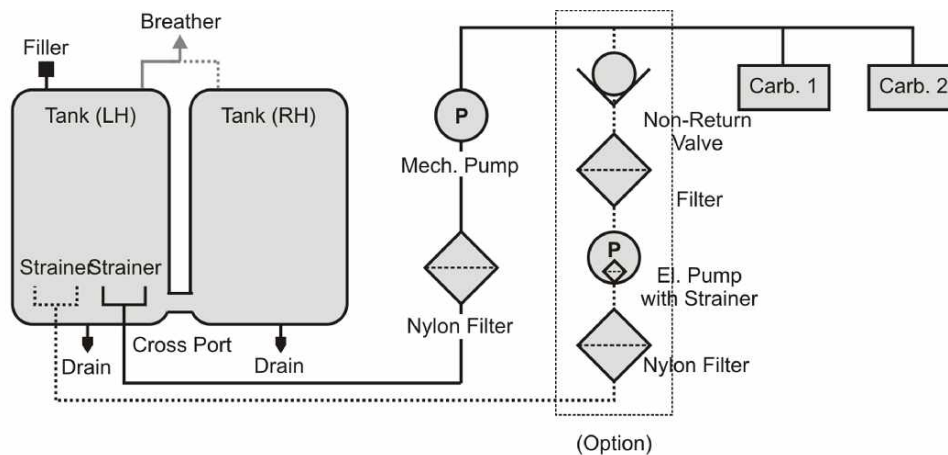 Breather
Filler
Tank (LH)
Tank (RH)
P
Mech. Pump
Carb. 1
Carb. 2
Non-Return
Valve
Filter
Strainer
Strainer
P
El. Pump
with Strainer
Nylon Filter
Cross Port
Drain
Drain
Nylon Filter
(Option)